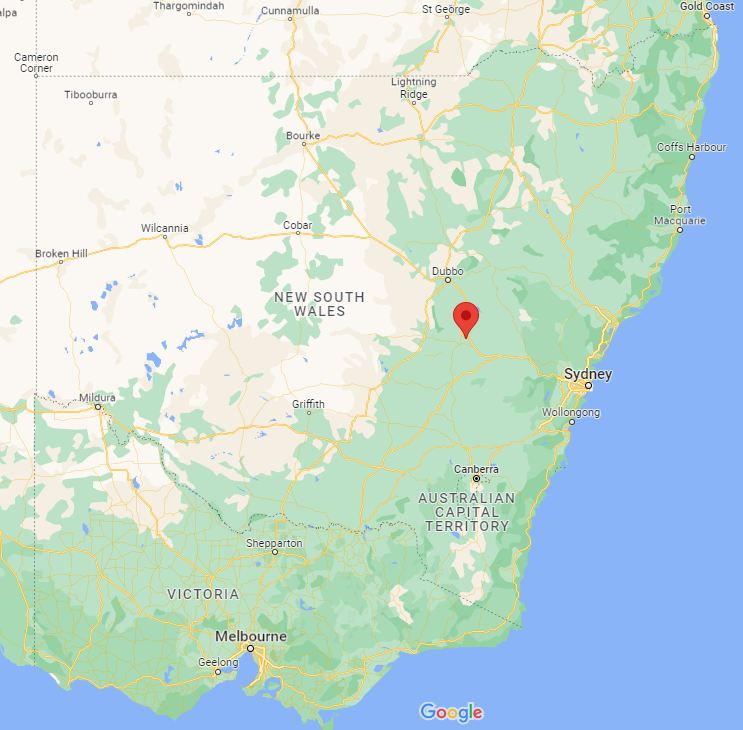 Thargomindah
St George
Gold Coast
alpa
Cunnamulla
Cameron
Corner
Lightning
Ridge
Tibooburra
Bourke
Coffs Harbour
Port
Macquarie
Wilcannia
Cobar
Broken Hill
Dubbo
NEW SOUTH
WALES
Sydney
Mildura
Griffith
Wollongong
Canberra
AUSTRALIAN
CAPITAL
TERRITORY
Shepparton
VICTORIA
Melbourne
Geelong
Google